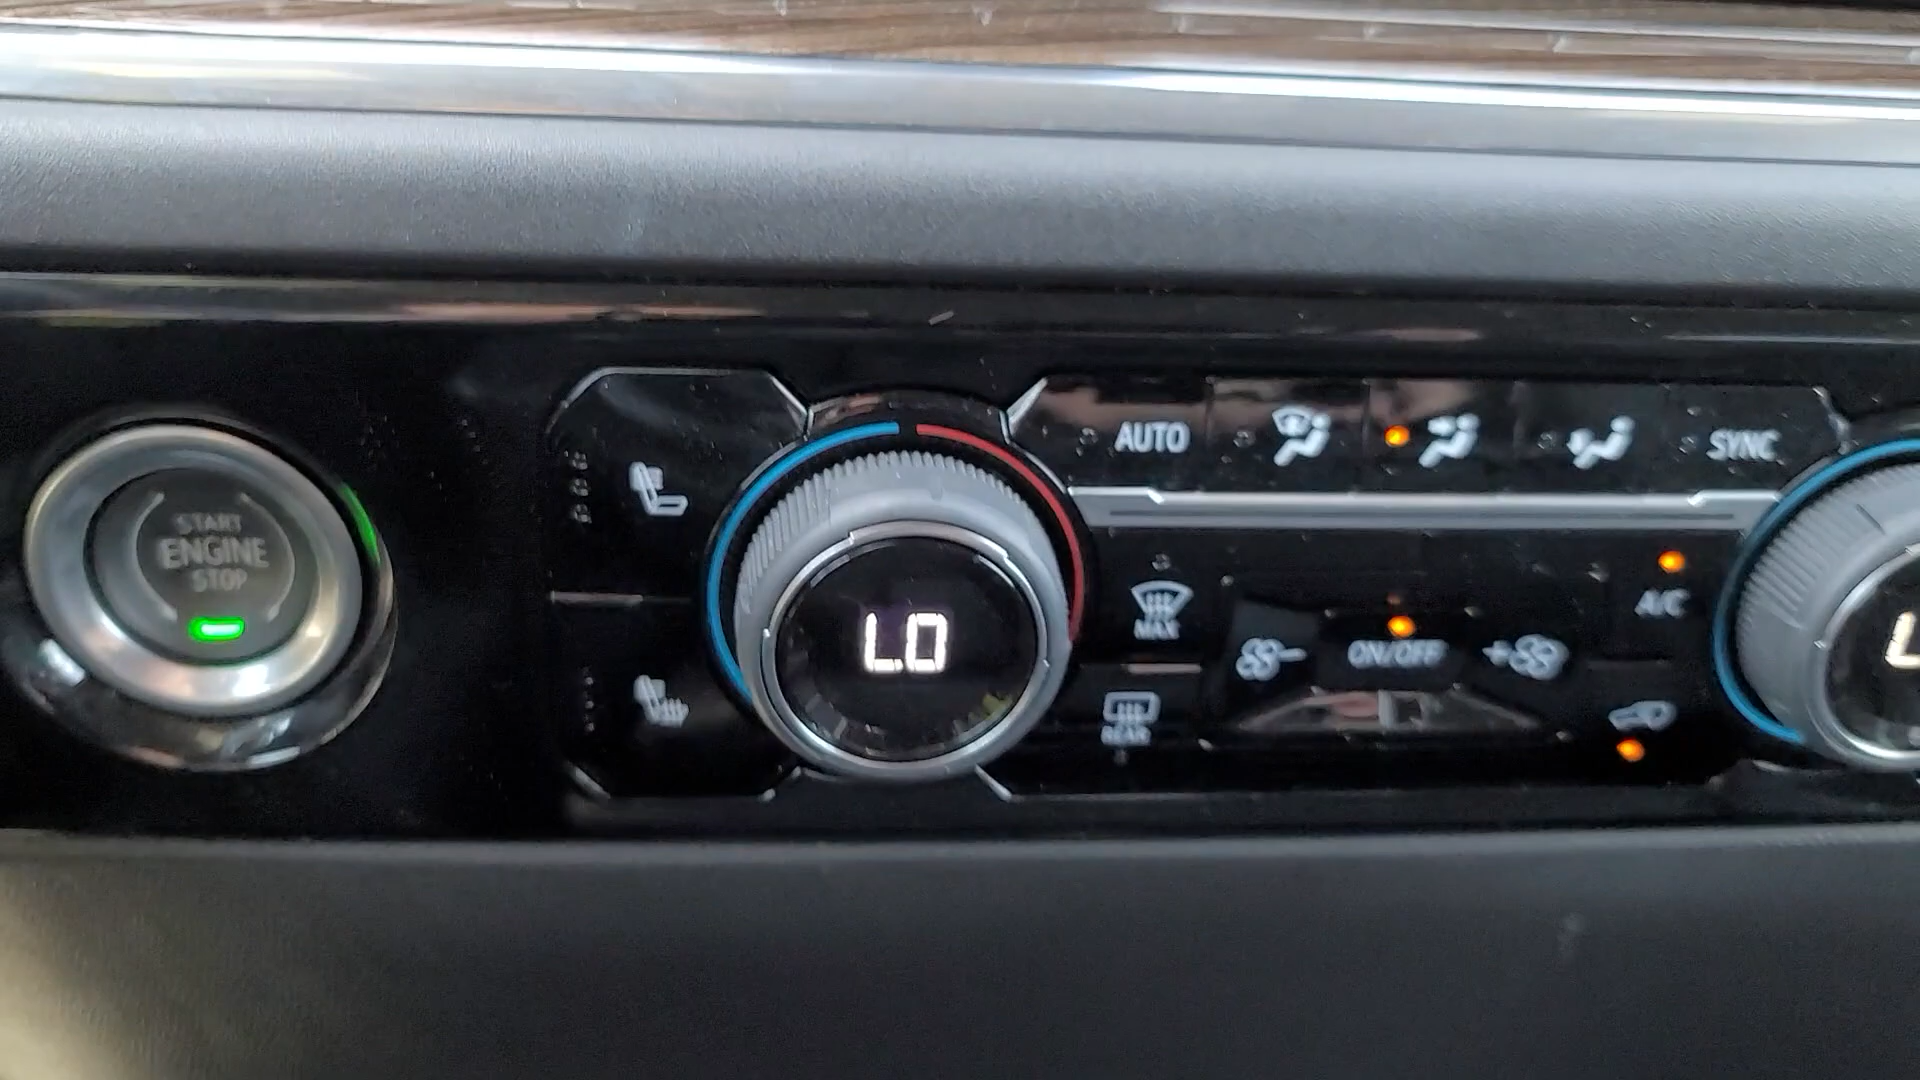 START
ENGINE
STOP
LO
AUTO
SYNC
MAX
ON/OFF
A/C
REAR
L